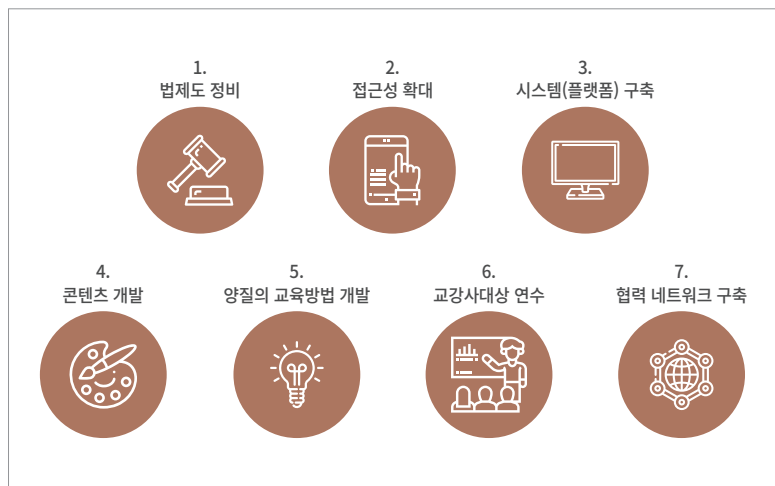 1.
법제도 정비
2.
접근성 확대
3.
시스템(플랫폼) 구축
4.
콘텐츠 개발
5.
양질의 교육방법 개발
6.
교강사대상 연수
7.
협력 네트워크 구축